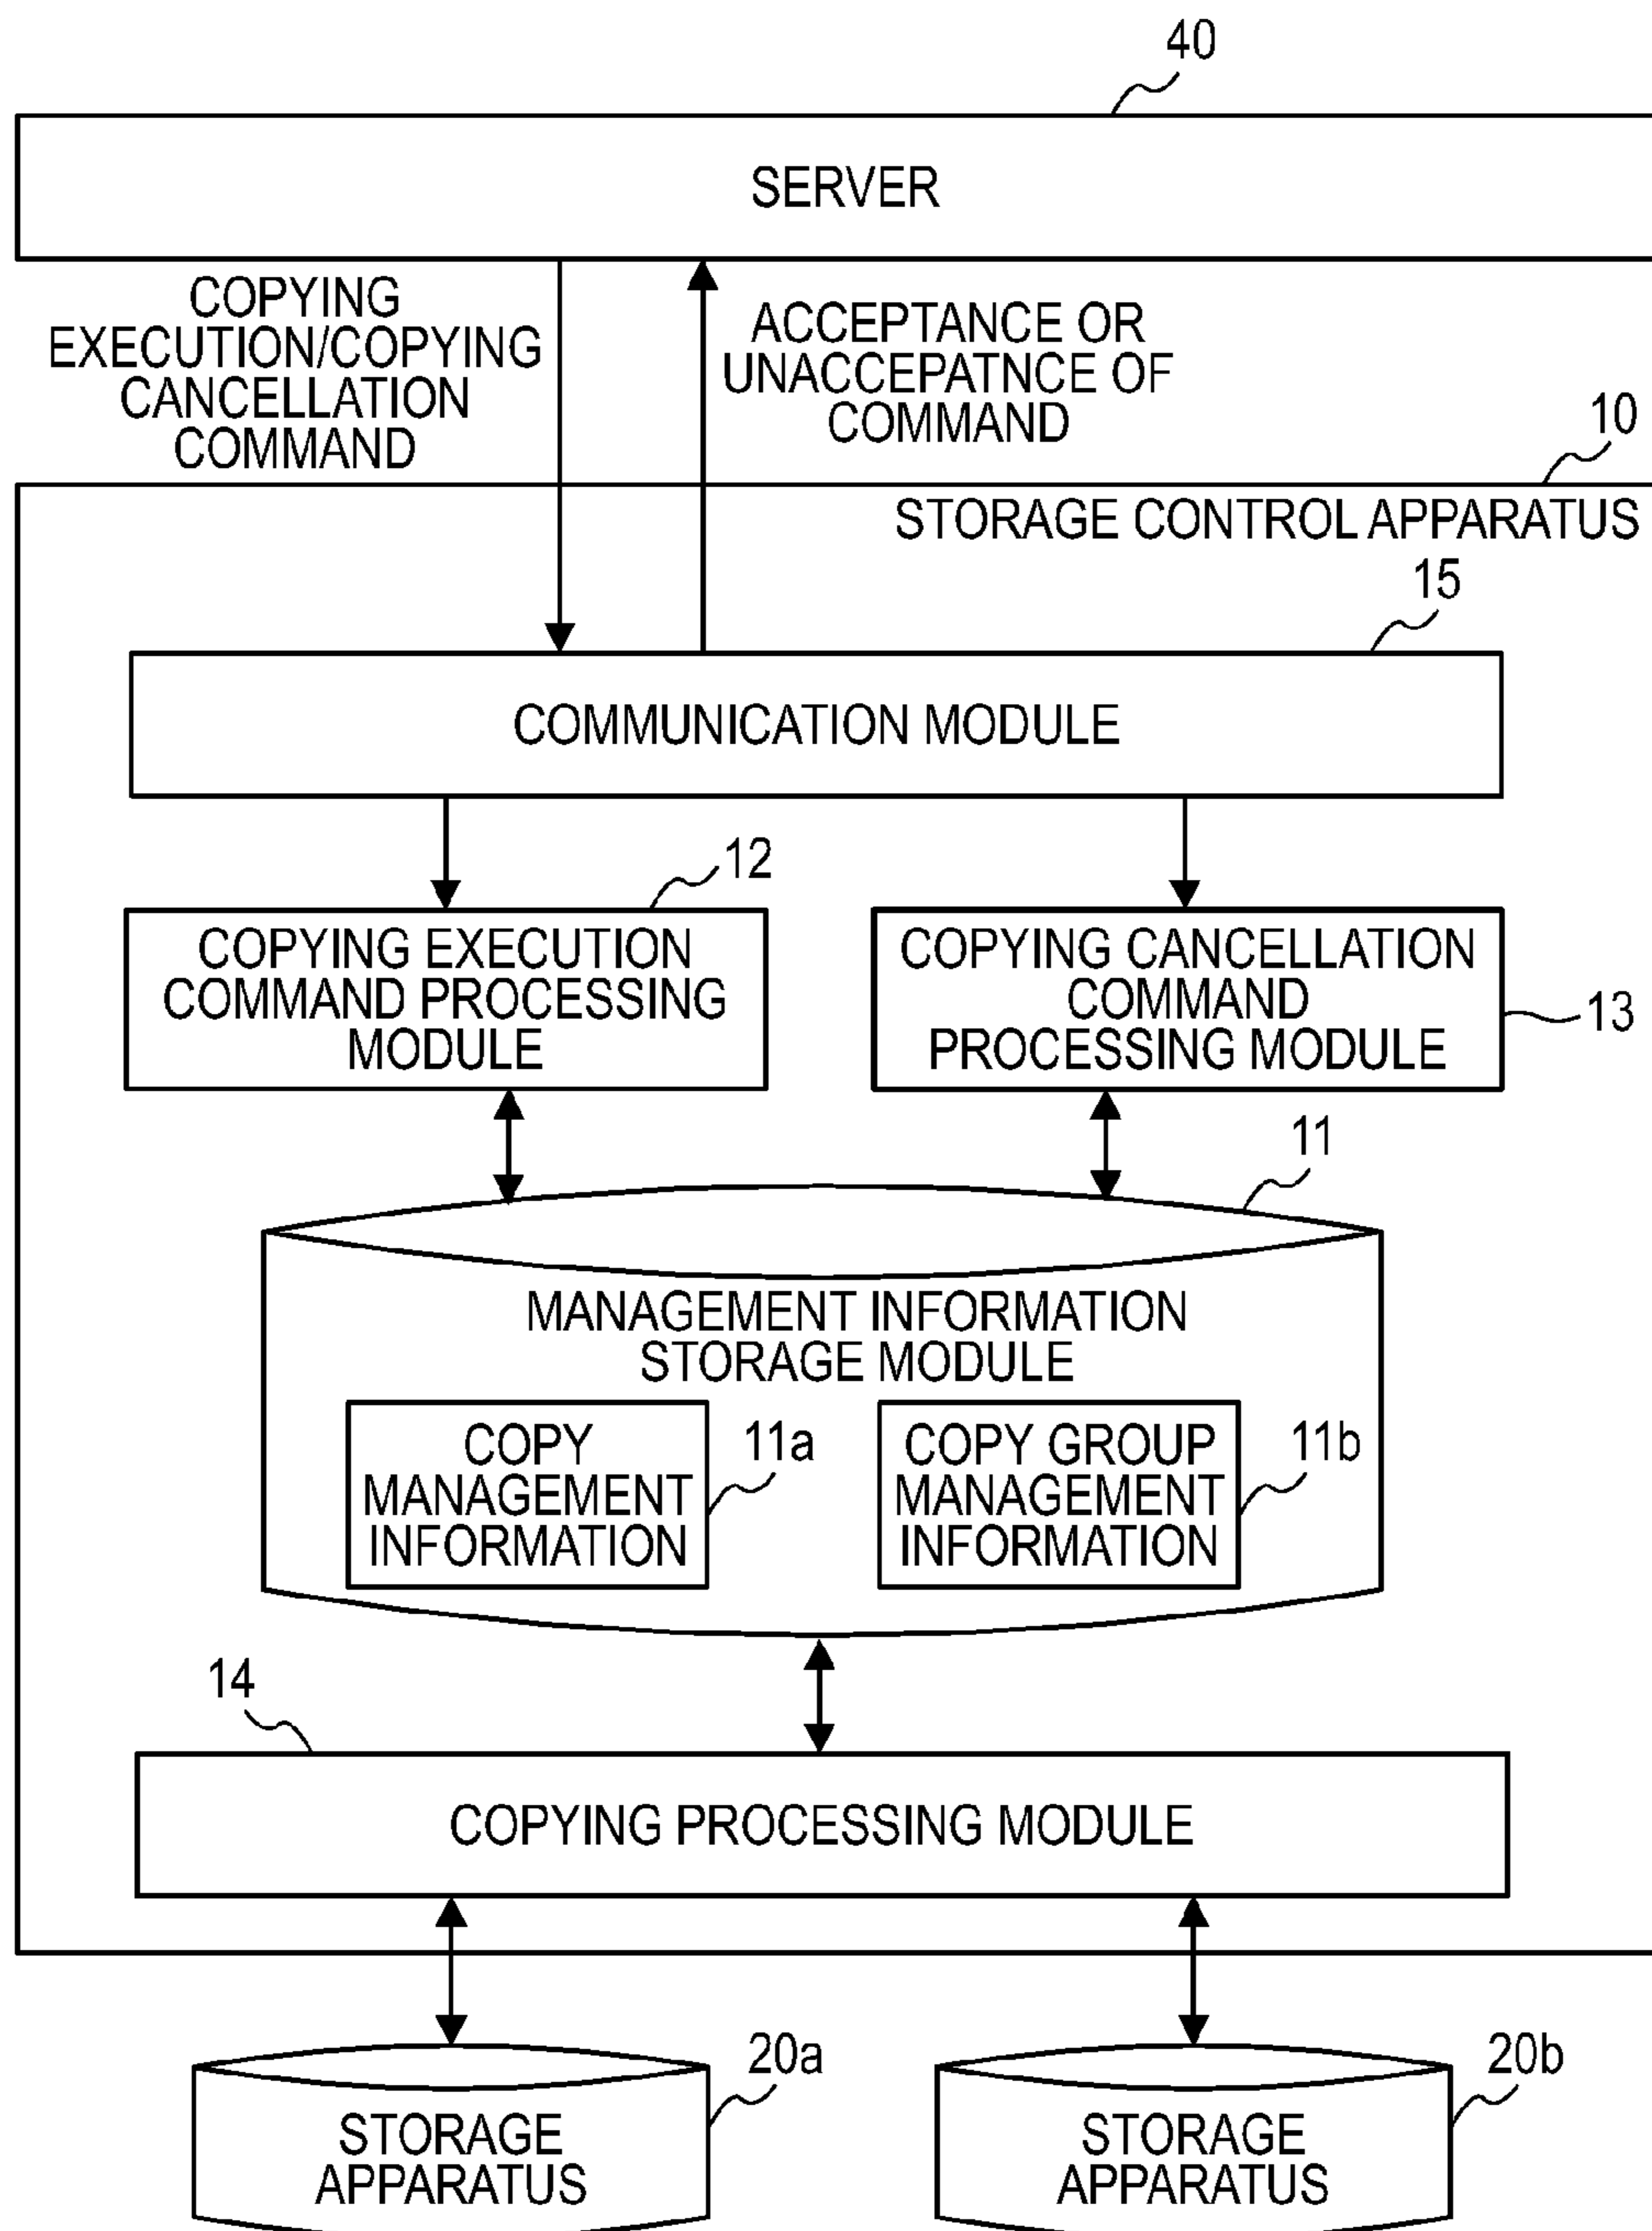 40
SERVER
COPYING
EXECUTION/COPYING
CANCELLATION
COMMAND
ACCEPTANCE OR
UNACCEPATNCE OF
COMMAND
10
STORAGE CONTROL APPARATUS
15
COMMUNICATION MODULE
12
COPYING EXECUTION
COMMAND PROCESSING
MODULE
COPYING CANCELLATION
COMMAND
PROCESSING MODULE
13
11
MANAGEMENT INFORMATION
STORAGE MODULE
COPY
MANAGEMENT
INFORMATION
11a
COPY GROUP
MANAGEMENT
INFORMATION
11b
14
COPYING PROCESSING MODULE
20a
STORAGE
APPARATUS
20b
STORAGE
APPARATUS